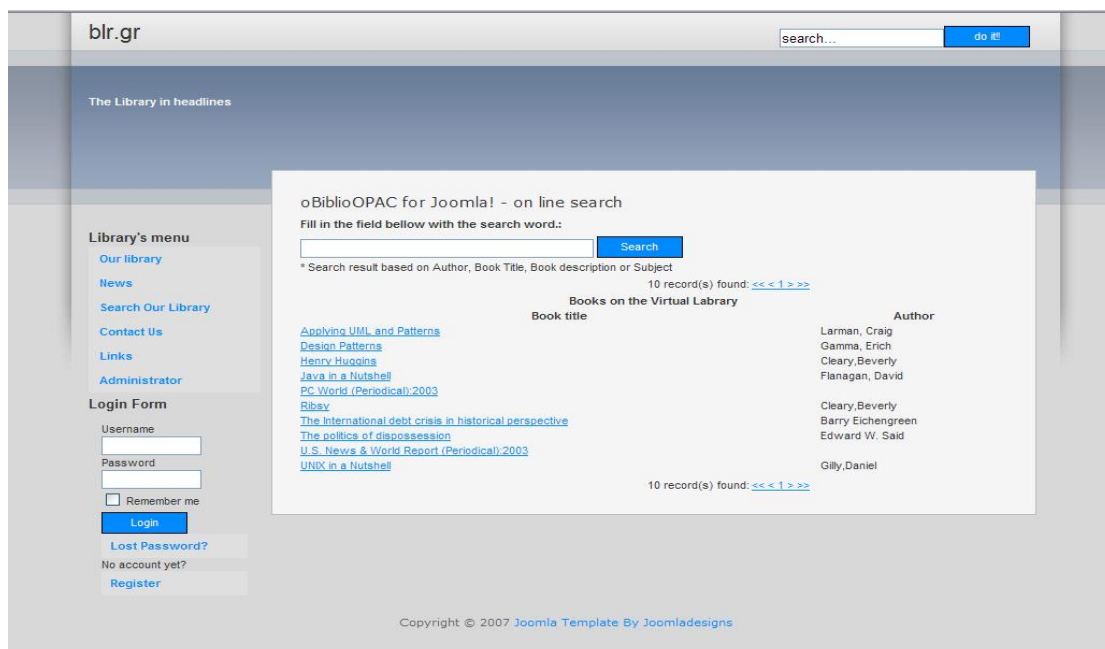 blr.gr
search...
do it!!
The Library in headlines
Library's menu
Our library
News
Search Our Library
Contact Us
Links
Administrator
Login Form
Username
Password
Remember me
Login
Lost Password?
No account yet?
Register
oBiblioOPAC for Joomla! - on line search
Fill in the field bellow with the search word.:
Search
* Search result based on Author, Book Title, Book description or Subject
10 record(s) found: << < 1 > >>
Books on the Virtual Labrary
Book title Author
Applying UML and Patterns Larman, Craig
Design Patterns Gamma, Erich
Henry Huggins Cleary,Beverly
Java in a Nutshell Flanagan, David
PC World (Periodical):2003
Ribsy Cleary,Beverly
The International debt crisis in historical perspective Barry Eichengreen
The politics of dispossession Edward W. Said
U.S. News & World Report (Periodical):2003
UNIX in a Nutshell Gilly,Daniel
10 record(s) found: << < 1 > >>
Copyright © 2007 Joomla Template By Joomladesigns